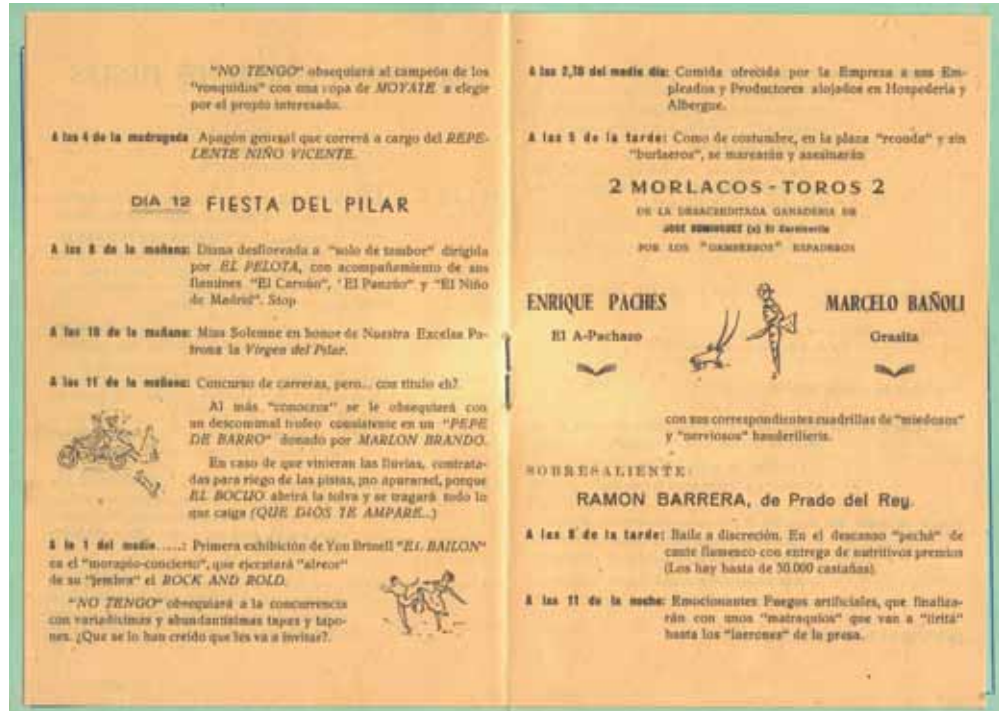 "NO TENGO" obsequiará al campeón de los
"ronquidos" con una copa de MOYATE a elegir
por el propio interesado.
A las 4 de la madrugada Apagón general que correrá a cargo del REPE-
LENTE NIÑO VICENTE.
DIA 12 FIESTA DEL PILAR
A las 8 de la mañana: Diana desflorvada a "solo de tambor" dirigida
por EL PELOTA, con acompañamiento de sus
flamines "El Carnán", "El Panzúo" y "El Niño
de Madrid". Stop
A las 10 de la mañana: Misa Solemne en honor de Nuestra Excelsa Pa-
trona la Virgen del Pilar.
A las 11 de la mañana: Concurso de carreras, pero... con título eh?.
Al más "conozos" se le obsequiará con
un descomunal trofeo consistente en un "PEPE
DE BARRO" donado por MARLON BRANDO.
En caso de que vinieran las lluvias, contrata-
das para riego de las pistas, ¡no apurarse!, porque
EL BOCUO abrirá la tolva y se tragará todo lo
que caiga (QUE DIOS TE AMPARE...)
A la 1 del medio.....: Primera exhibición de Yon Brinell "EL BAILON"
en el "morapio-concierto", que ejecutará "alreor"
de su "jembra" el ROCK AND ROLD.
"NO TENGO" obsequiará a la concurrencia
con variadísimas y abundantísimas tapas y tapo-
nes. ¿Que se lo han creído que les va a invitar?.
A las 2,30 del medio día: Comida ofrecida por la Empresa a sus Em-
pleados y Productores alojados en Hospedería y
Albergue.
A las 5 de la tarde: Como de costumbre, en la plaza "reonda" y sin
"burlaeros", se marearán y asesinarán
2 MORLACOS - TOROS 2
DE LA DESACREDITADA GANADERIA DE
JOSE DOMINGUEZ (a) El
POR LOS "GAMBERROS" ESPADEROS
ENRIQUE PACHES
El A-Pachazo
MARCELO BAÑOLI
Grasita
con sus correspondientes cuadrillas de "miedosos"
y "nerviosos" banderilleris.
SOBRESALIENTE:
RAMON BARRERA, de Prado del Rey.
A las 8 de la tarde: Baile a discreción. En el descanso "pechá" de
cante flamenco con entrega de nutritivos premios
(Los hay hasta de 50.000 castañas).
A las 11 de la noche: Emocionantes Fuegos artificiales, que finaliza-
rán con unos "matraquios" que van a "tiritá"
hasta los "laerones" de la presa.